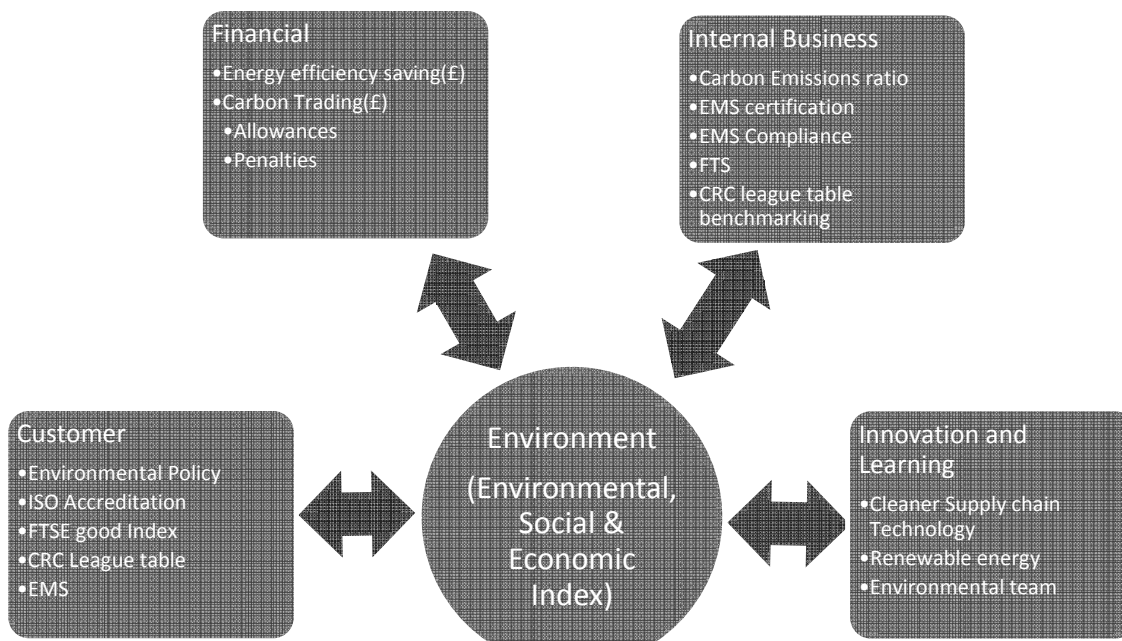 Financial
•Energy efficiency saving(£)
•Carbon Trading(£)
•Allowances
•Penalties
Internal Business
•Carbon Emissions ratio
•EMS certification
•EMS Compliance
•FTS
•CRC league table
benchmarking
Customer
•Environmental Policy
•ISO Accreditation
•FTSE good Index
•CRC League table
•EMS
Environment
(Environmental,
Social &
Economic
Index)
Innovation and
Learning
•Cleaner Supply chain
Technology
•Renewable energy
•Environmental team